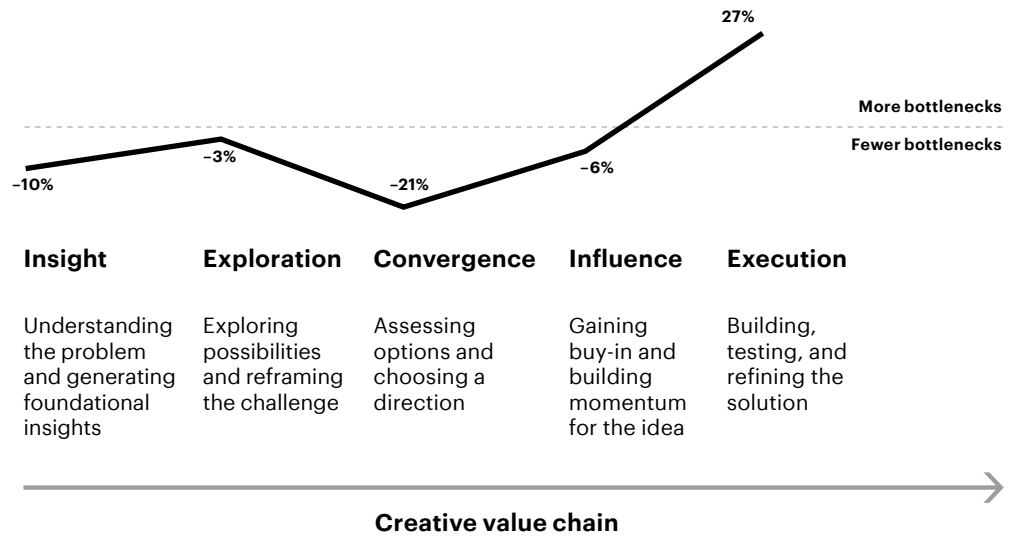 27%
More bottlenecks
Fewer bottlenecks
–10%
–3%
–21%
–6%
Insight
Understanding
the problem
and generating
foundational
insights
Exploration
Exploring
possibilities
and reframing
the challenge
Convergence
Assessing
options and
choosing a
direction
Influence
Gaining
buy-in and
building
momentum
for the idea
Execution
Building,
testing, and
refining the
solution
Creative value chain